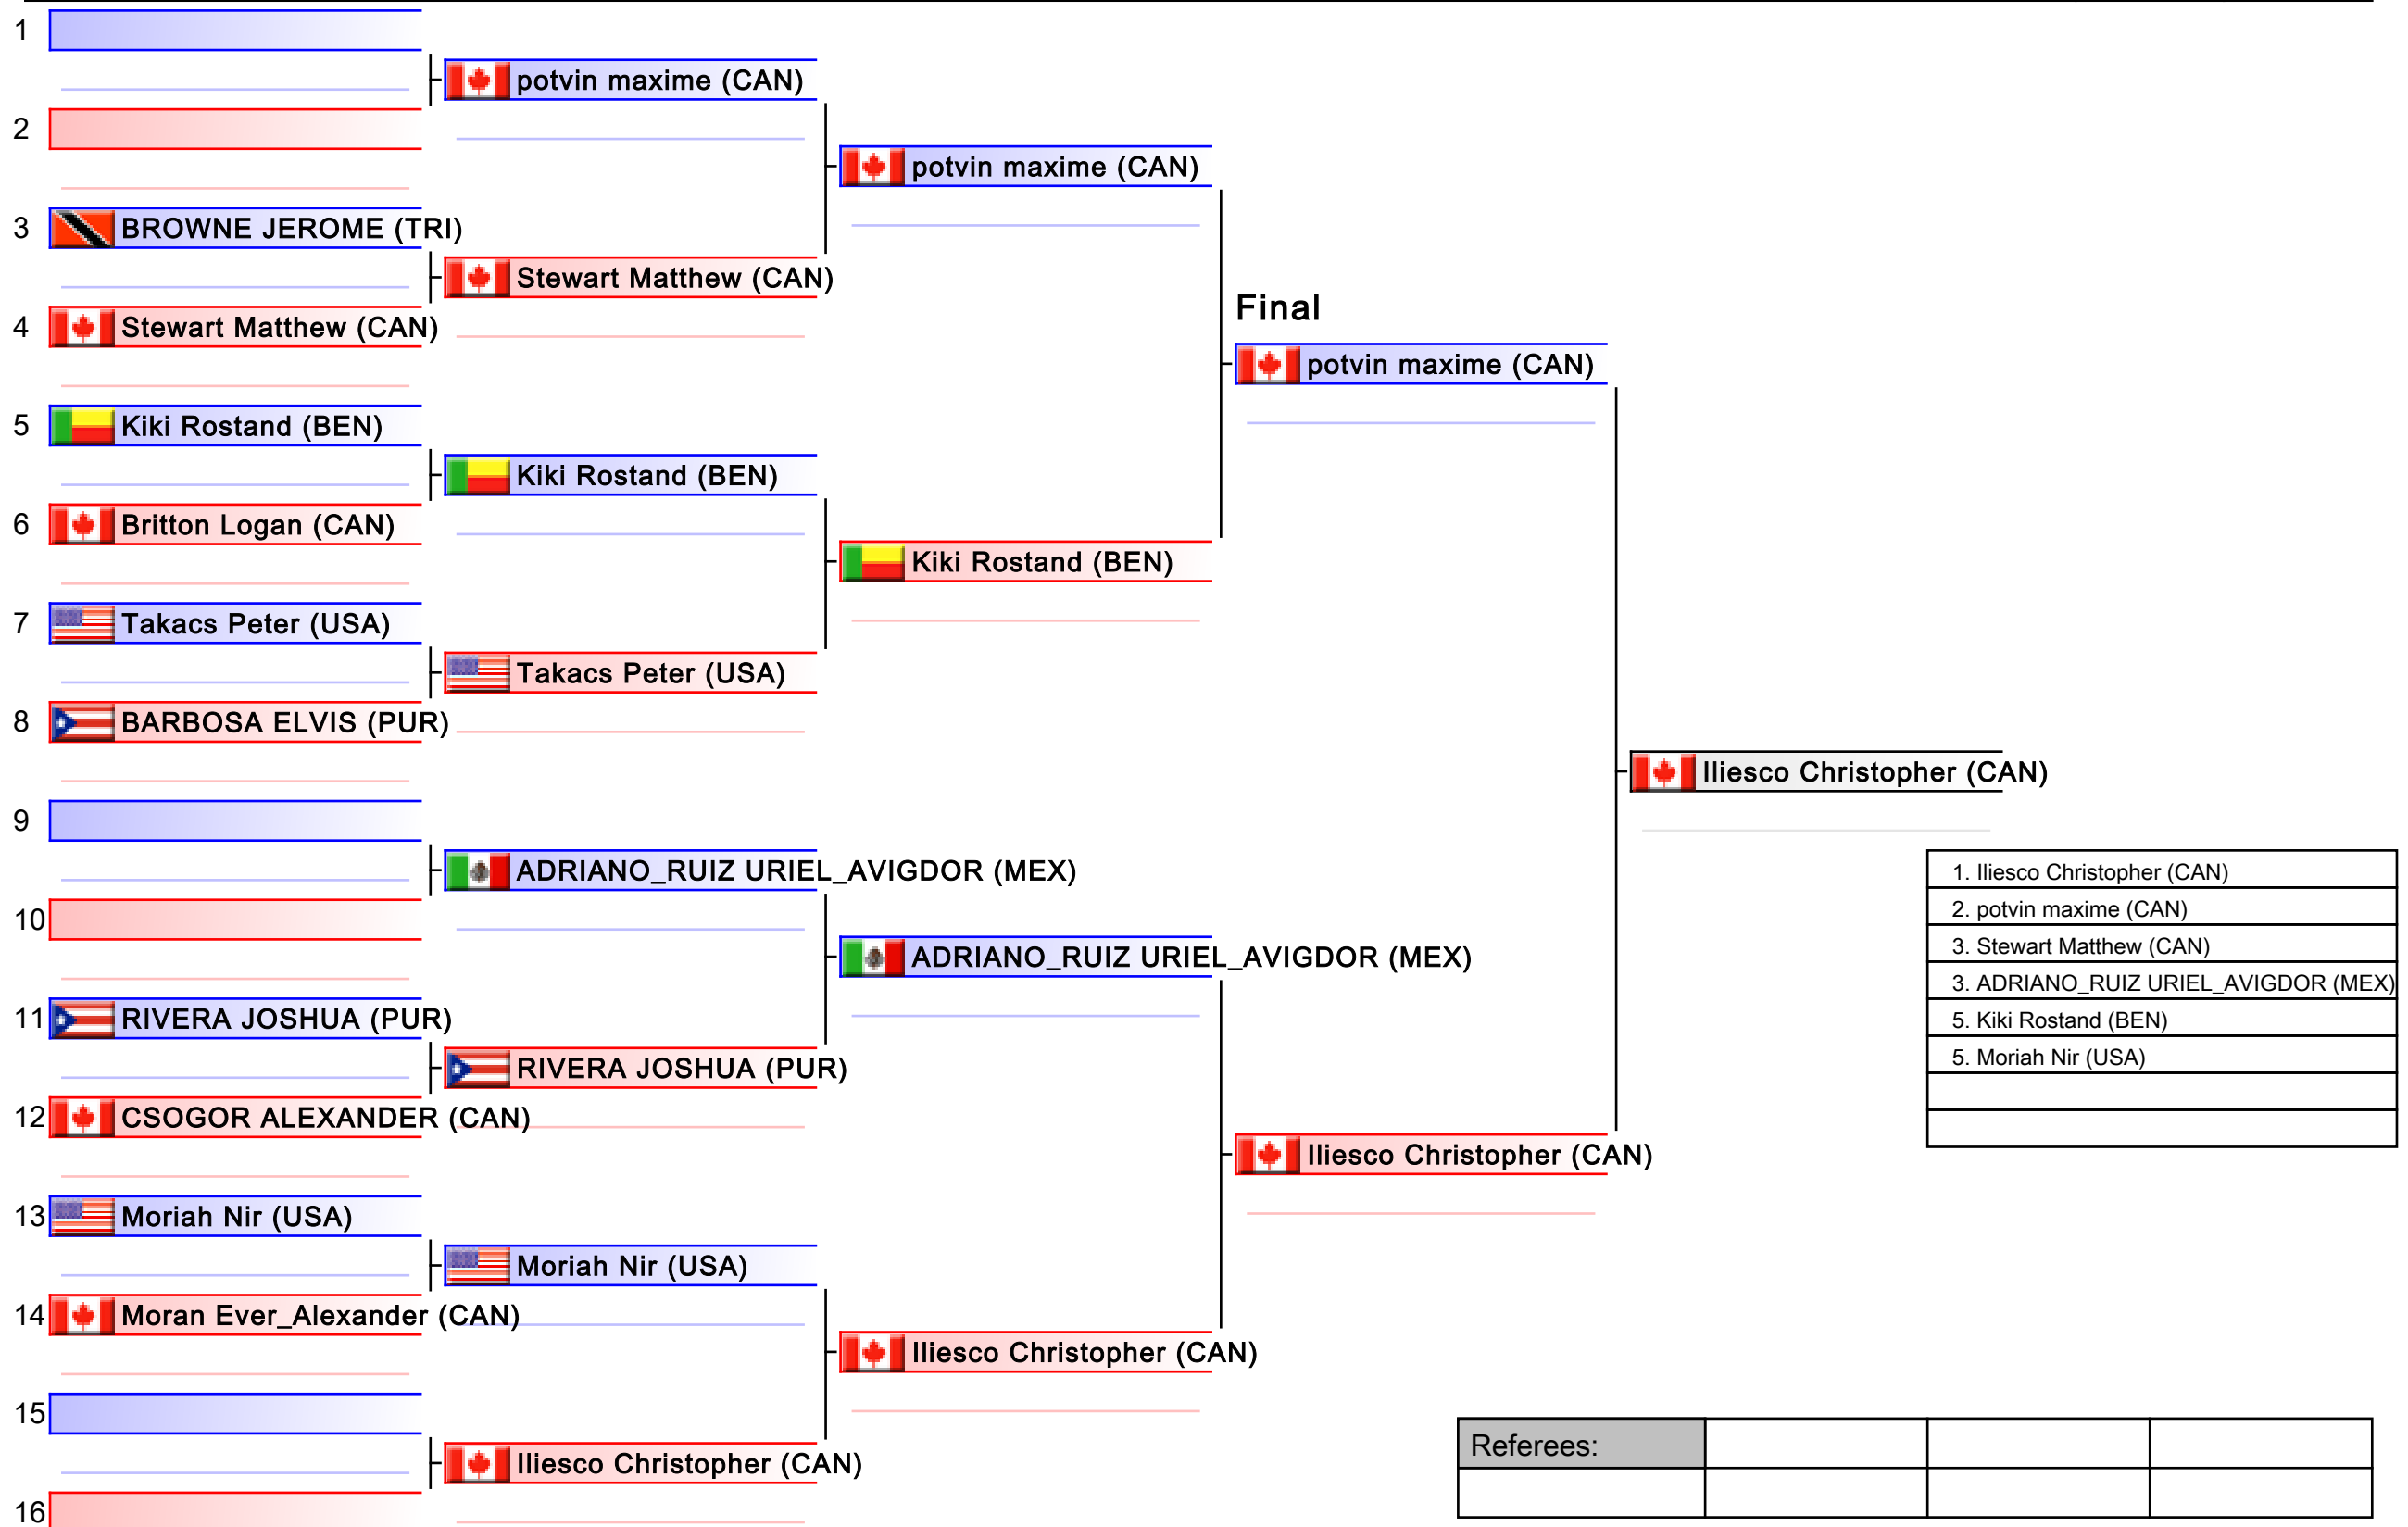 1
potvin maxime (CAN)
2
potvin maxime (CAN)
3 BROWNE JEROME (TRI)
Stewart Matthew (CAN)
Final
4 Stewart Matthew (CAN)
potvin maxime (CAN)
5 Kiki Rostand (BEN)
Kiki Rostand (BEN)
6 Britton Logan (CAN)
Kiki Rostand (BEN)
7 Takacs Peter (USA)
Takacs Peter (USA)
8 BARBOSA ELVIS (PUR)
Iliesco Christopher (CAN)
9
ADRIANO_RUIZ URIEL_AVIGDOR (MEX)
1. Iliesco Christopher (CAN)
2. potvin maxime (CAN)
10
3. Stewart Matthew (CAN)
ADRIANO_RUIZ URIEL_AVIGDOR (MEX)
3. ADRIANO_RUIZ URIEL_AVIGDOR (MEX)
11 RIVERA JOSHUA (PUR)
5. Kiki Rostand (BEN)
5. Moriah Nir (USA)
RIVERA JOSHUA (PUR)
12 CSOGOR ALEXANDER (CAN)
Iliesco Christopher (CAN)
13 Moriah Nir (USA)
Moriah Nir (USA)
14 Moran Ever_Alexander (CAN)
Iliesco Christopher (CAN)
15
Referees:
Iliesco Christopher (CAN)
16